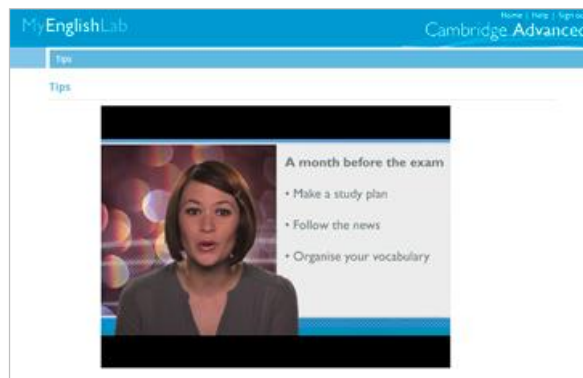 Home | Help | Sign out
MyEnglishLab
Cambridge Advanced
Tips
Tips
A month before the exam
• Make a study plan
• Follow the news
• Organise your vocabulary